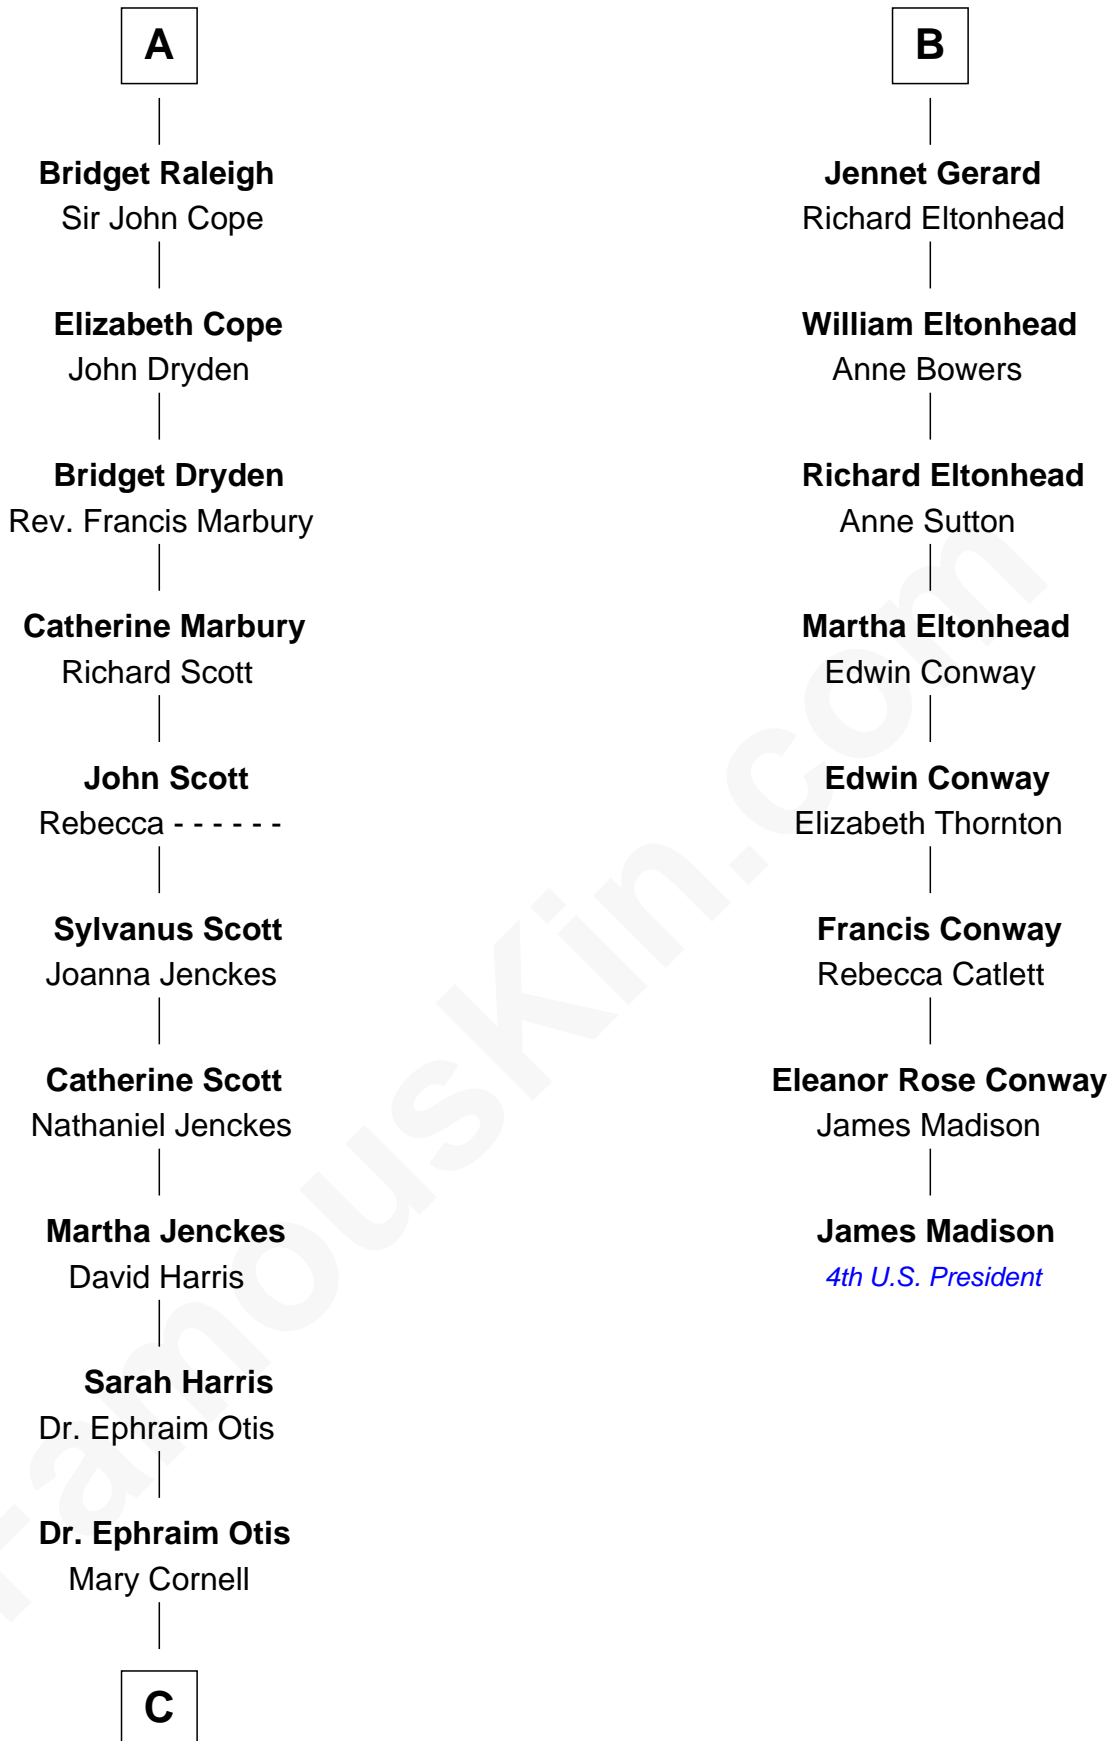 A
Bridget Raleigh
Sir John Cope
Elizabeth Cope
John Dryden
Bridget Dryden
Rev. Francis Marbury
Catherine Marbury
Richard Scott
John Scott
Rebecca - - - - - -
Sylvanus Scott
Joanna Jenckes
Catherine Scott
Nathaniel Jenckes
Martha Jenckes
David Harris
Sarah Harris
Dr. Ephraim Otis
Dr. Ephraim Otis
Mary Cornell
C
B
Jennet Gerard
Richard Eltonhead
William Eltonhead
Anne Bowers
Richard Eltonhead
Anne Sutton
Martha Eltonhead
Edwin Conway
Edwin Conway
Elizabeth Thornton
Francis Conway
Rebecca Catlett
Eleanor Rose Conway
James Madison
James Madison
4th U.S. President
FamousKin.com